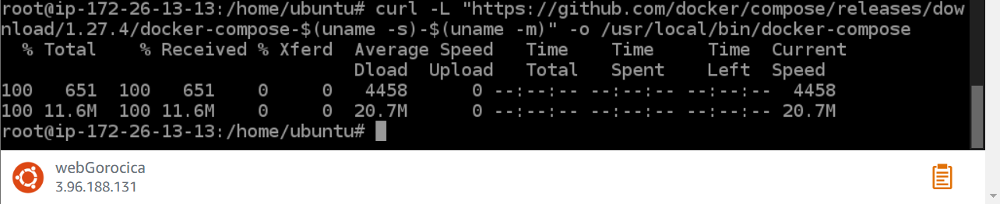 root@ip-172-26-13-13:/home/ubuntu# curl -L "https://github.com/docker/compose/releases/dow
nload/1.27.4/docker-compose-$(uname -s)-$(uname -m)" -o /usr/local/bin/docker-compose
  % Total    % Received % Xferd  Average Speed   Time    Time     Time  Current
                                 Dload  Upload   Total   Spent    Left  Speed
100   651  100   651    0     0   4458      0 --:--:-- --:--:-- --:--:--  4458
100 11.6M  100 11.6M    0     0  20.7M      0 --:--:-- --:--:-- --:--:-- 20.7M
root@ip-172-26-13-13:/home/ubuntu#
webGorocica
3.96.188.131